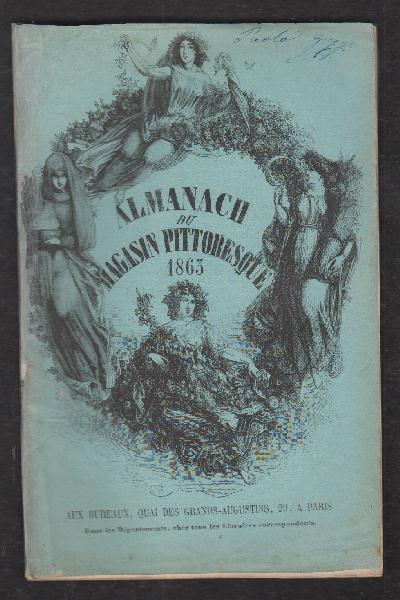 Paolo
ALMANACH
DU
MAGASIN PITTORESQUE
1863
AUX BUREAUX, QUAI DES GRANDS-AUGUSTINS, 29, A PARIS
Dans les Départements, chez tous les Libraires correspondants.